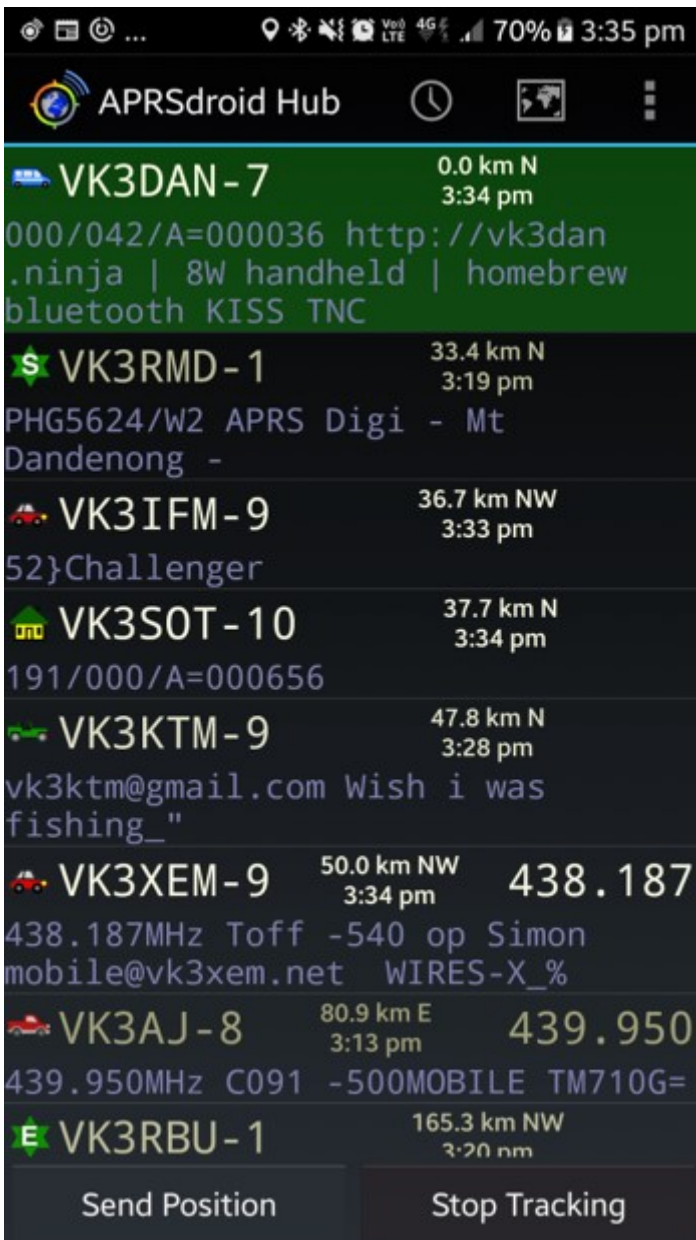 ... Vo)) LTE 4G 70% 3:35 pm
APRSdroid Hub
VK3DAN-7 0.0 km N
3:34 pm
000/042/A=000036 http://vk3dan
.ninja | 8W handheld | homebrew
bluetooth KISS TNC
S VK3RMD-1 33.4 km N
3:19 pm
PHG5624/W2 APRS Digi - Mt
Dandenong -
VK3IFM-9 36.7 km NW
3:33 pm
52}Challenger
VK3SOT-10 37.7 km N
3:34 pm
191/000/A=000656
VK3KTM-9 47.8 km N
3:28 pm
vk3ktm@gmail.com Wish i was
fishing_"
VK3XEM-9 50.0 km NW 438.187
3:34 pm
438.187MHz Toff -540 op Simon
mobile@vk3xem.net WIRES-X_%
VK3AJ-8 80.9 km E 439.950
3:13 pm
439.950MHz C091 -500MOBILE TM710G=
E VK3RBU-1 165.3 km NW
3:20 pm
Send Position Stop Tracking